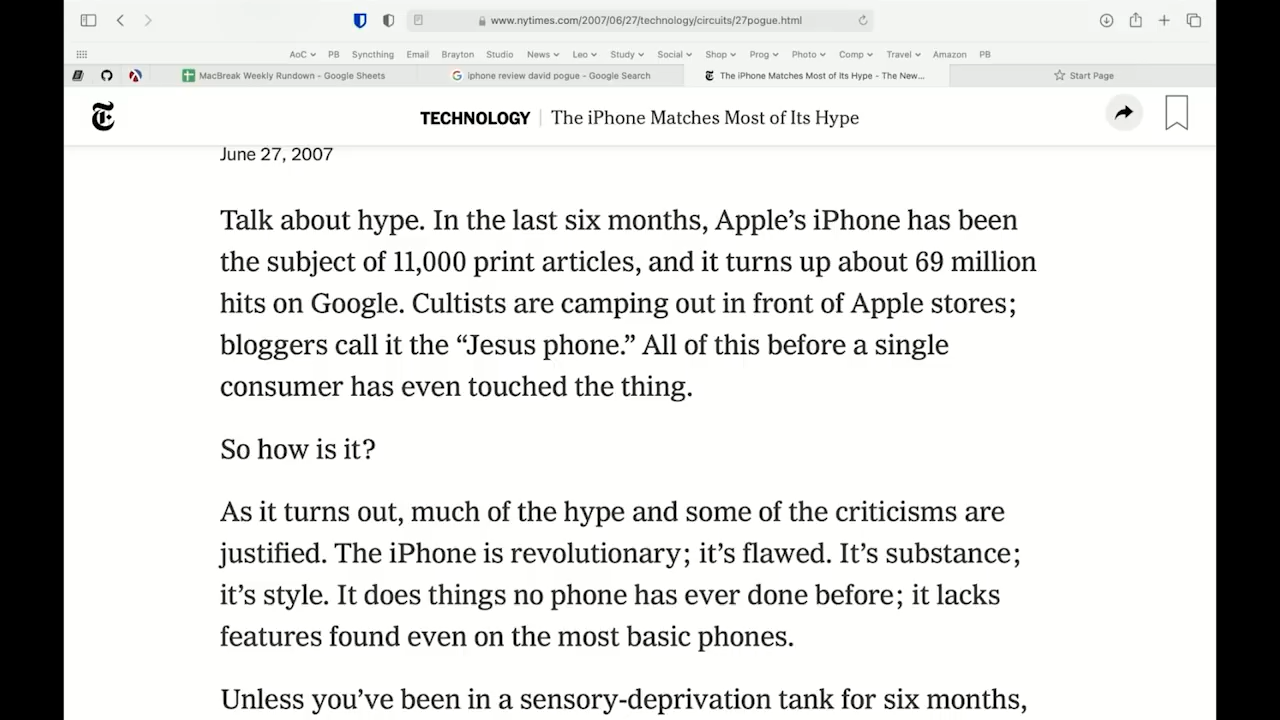 www.nytimes.com/2007/06/27/technology/circuits/27pogue.html
AoC PB Syncthing Email Brayton Studio News Leo Study Social Shop Prog Photo Comp Travel Amazon PB
MacBreak Weekly Rundown - Google Sheets iphone review david pogue - Google Search The iPhone Matches Most of Its Hype - The New... Start Page
TECHNOLOGY | The iPhone Matches Most of Its Hype
June 27, 2007
Talk about hype. In the last six months, Apple’s iPhone has been
the subject of 11,000 print articles, and it turns up about 69 million
hits on Google. Cultists are camping out in front of Apple stores;
bloggers call it the “Jesus phone.” All of this before a single
consumer has even touched the thing.
So how is it?
As it turns out, much of the hype and some of the criticisms are
justified. The iPhone is revolutionary; it’s flawed. It’s substance;
it’s style. It does things no phone has ever done before; it lacks
features found even on the most basic phones.
Unless you’ve been in a sensory-deprivation tank for six months,